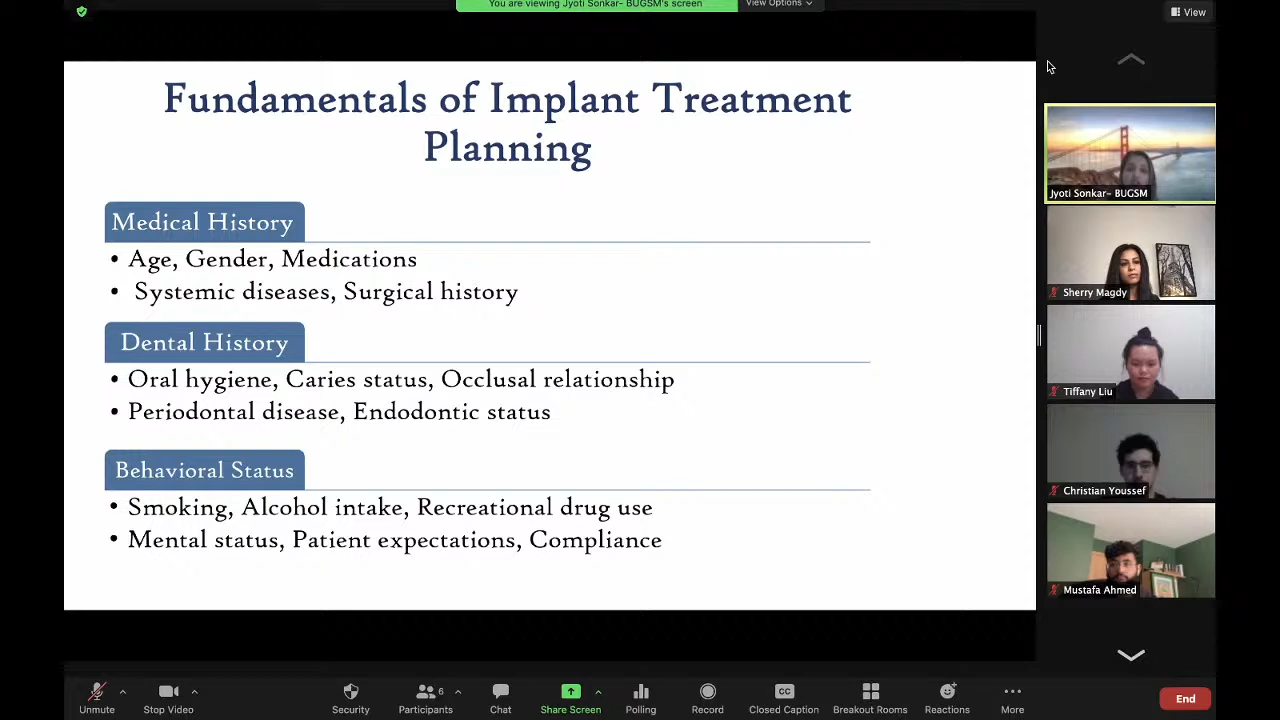 You are viewing Jyoti Sonkar- BUGSM's screen
View Options
View
Fundamentals of Implant Treatment
Planning
Medical History
• Age, Gender, Medications
• Systemic diseases, Surgical history
Dental History
• Oral hygiene, Caries status, Occlusal relationship
• Periodontal disease, Endodontic status
Behavioral Status
• Smoking, Alcohol intake, Recreational drug use
• Mental status, Patient expectations, Compliance
Jyoti Sonkar- BUGSM
Sherry Magdy
Tiffany Liu
Christian Youssef
Mustafa Ahmed
Unmute
Stop Video
Security
6
Participants
Chat
Share Screen
Polling
Record
CC
Closed Caption
Breakout Rooms
Reactions
More
End